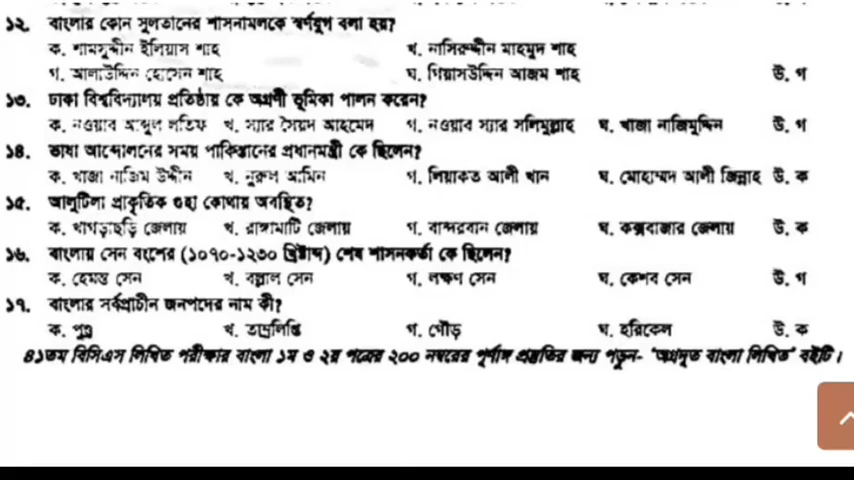 ১২. বাংলার কোন সুলতানের শাসনামলকে স্বর্ণযুগ বলা হয়?
ক. শামসুদ্দীন ইলিয়াস শাহ খ. নাসিরুদ্দীন মাহমুদ শাহ
গ. আলাউদ্দিন হোসেন শাহ ঘ. গিয়াসউদ্দিন আজম শাহ উ. গ
১৩. ঢাকা বিশ্ববিদ্যালয় প্রতিষ্ঠায় কে অগ্রণী ভূমিকা পালন করেন?
ক. নওয়াব আব্দুল লতিফ খ. স্যার সৈয়দ আহমেদ গ. নওয়াব স্যার সলিমুল্লাহ ঘ. খাজা নাজিমুদ্দিন উ. গ
১৪. ভাষা আন্দোলনের সময় পাকিস্তানের প্রধানমন্ত্রী কে ছিলেন?
ক. খাজা নাজিম উদ্দীন খ. নুরুল আমিন গ. লিয়াকত আলী খান ঘ. মোহাম্মদ আলী জিন্নাহ উ. ক
১৫. আলুটিলা প্রাকৃতিক গুহা কোথায় অবস্থিত?
ক. খাগড়াছড়ি জেলায় খ. রাঙ্গামাটি জেলায় গ. বান্দরবান জেলায় ঘ. কক্সবাজার জেলায় উ. ক
১৬. বাংলায় সেন বংশের (১০৭০-১২৩০ খ্রিষ্টাব্দ) শেষ শাসনকর্তা কে ছিলেন?
ক. হেমন্ত সেন খ. বল্লাল সেন গ. লক্ষণ সেন ঘ. কেশব সেন উ. গ
১৭. বাংলার সর্বপ্রাচীন জনপদের নাম কী?
ক. পুণ্ড্র খ. তাম্রলিপ্তি গ. গৌড় ঘ. হরিকেল উ. ক
৪১তম বিসিএস লিখিত পরীক্ষার বাংলা ১ম ও ২য় পত্রের ২০০ নম্বরের পূর্ণাঙ্গ প্রস্তুতির জন্য পড়ুন- 'অগ্রদূত বাংলা লিখিত' বইটি।